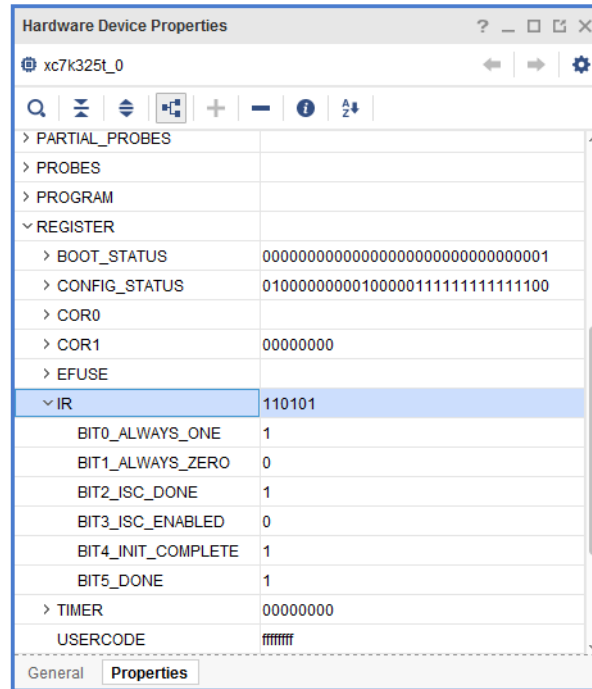 Hardware Device Properties
xc7k325t_0
PARTIAL_PROBES
PROBES
PROGRAM
REGISTER
BOOT_STATUS 00000000000000000000000000000001
CONFIG_STATUS 01000000000100000111111111111100
COR0
COR1 00000000
EFUSE
IR 110101
BIT0_ALWAYS_ONE 1
BIT1_ALWAYS_ZERO 0
BIT2_ISC_DONE 1
BIT3_ISC_ENABLED 0
BIT4_INIT_COMPLETE 1
BIT5_DONE 1
TIMER 00000000
USERCODE ffffffff
General Properties